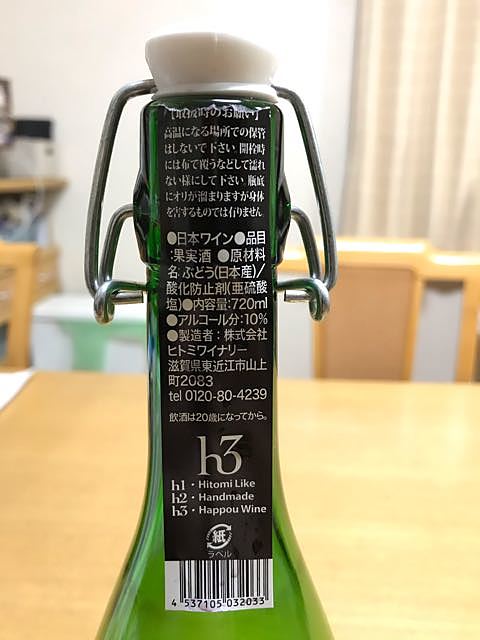 [取扱時のお願い]
高温になる場所での保管
はしないで下さい。開栓時
には布で覆うなどして濡れ
ない様にして下さい。瓶底
にオリが溜まりますが身体
を害するものでは有りません。
●日本ワイン●品目
:果実酒 ●原材料
名:ぶどう(日本産)/
酸化防止剤(亜硫酸
塩)●内容量:720ml
●アルコール分:10%
●製造者:株式会社
ヒトミワイナリー
滋賀県東近江市山上
町2083
tel 0120-80-4239
飲酒は20歳になってから。
h3
h1・Hitomi Like
h2・Handmade
h3・Happou Wine
紙
ラベル
4 537105 032033